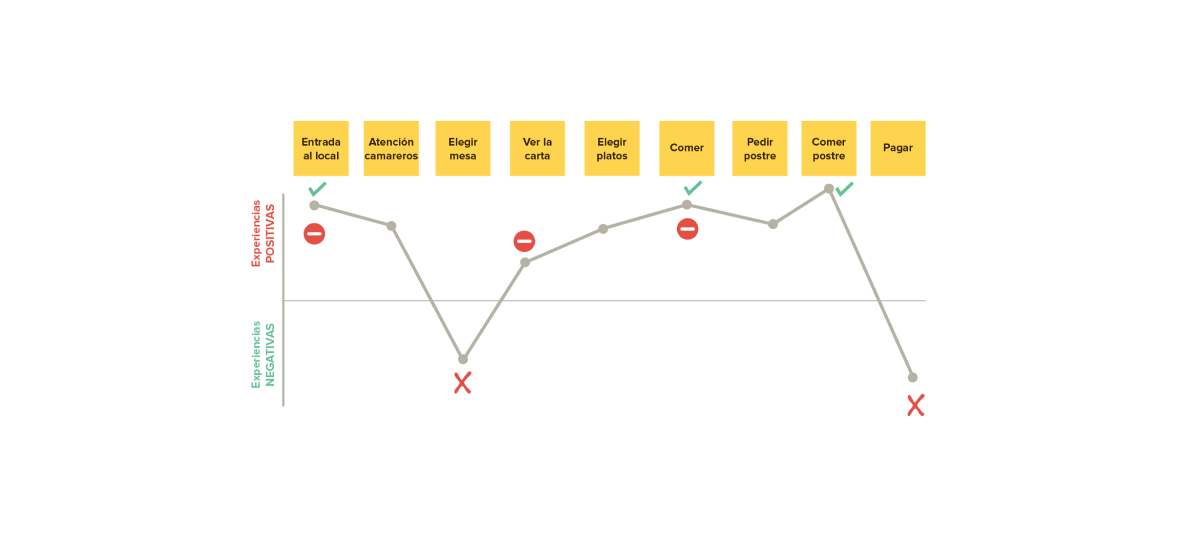 Entrada
al local
Atención
camareros
Elegir
mesa
Ver la
carta
Elegir
platos
Comer
Pedir
postre
Comer
postre
Pagar
Experiencias
POSITIVAS
Experiencias
NEGATIVAS